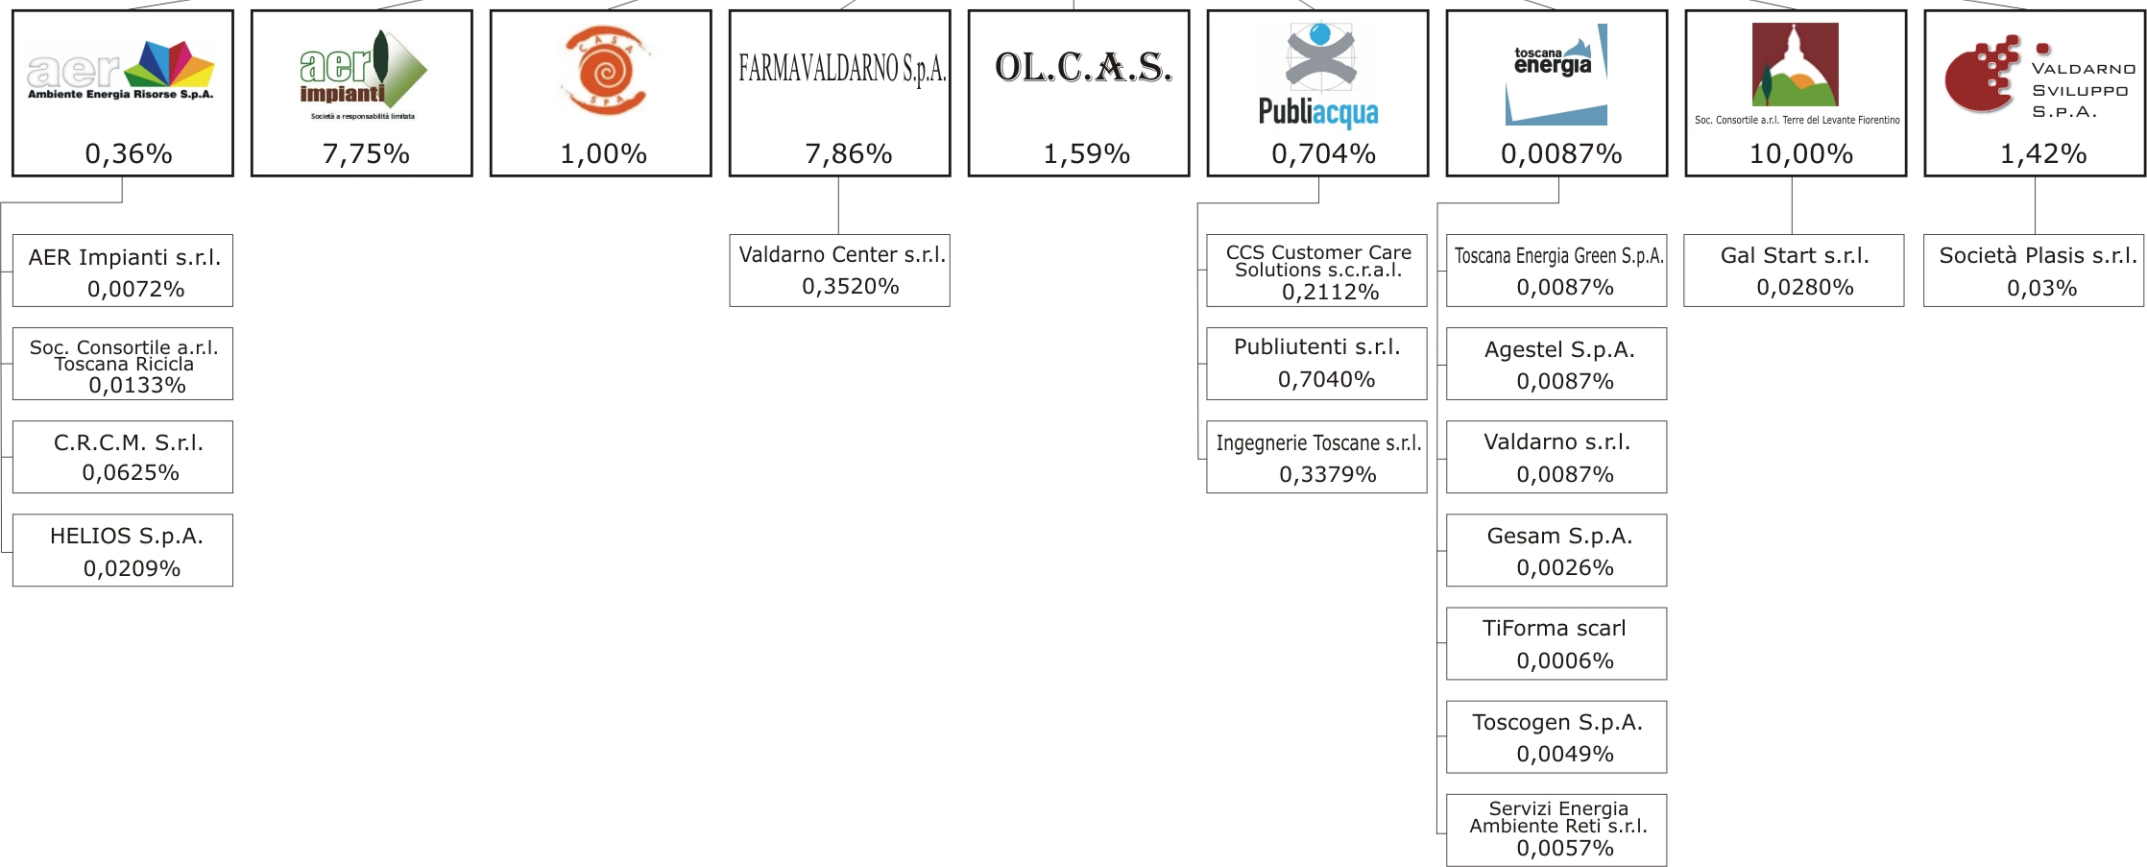 aer
Ambiente Energia Risorse S.p.A.
0,36%
AER Impianti s.r.l.
0,0072%
Soc. Consortile a.r.l.
Toscana Ricicla
0,0133%
C.R.C.M. S.r.l.
0,0625%
HELIOS S.p.A.
0,0209%
aer
impianti
Società a responsabilità limitata
7,75%
CASA
SPA
1,00%
FARMAVALDARNO S.p.A.
7,86%
Valdarno Center s.r.l.
0,3520%
OL.C.A.S.
1,59%
Publiacqua
0,704%
CCS Customer Care
Solutions s.c.r.a.l.
0,2112%
Publiutenti s.r.l.
0,7040%
Ingegnerie Toscane s.r.l.
0,3379%
toscana
energia
0,0087%
Toscana Energia Green S.p.A.
0,0087%
Agestel S.p.A.
0,0087%
Valdarno s.r.l.
0,0087%
Gesam S.p.A.
0,0026%
TiForma scarl
0,0006%
Toscogen S.p.A.
0,0049%
Servizi Energia
Ambiente Reti s.r.l.
0,0057%
Soc. Consortile a.r.l. Terre del Levante Fiorentino
10,00%
Gal Start s.r.l.
0,0280%
VALDARNO
SVILUPPO
S.P.A.
1,42%
Società Plasis s.r.l.
0,03%